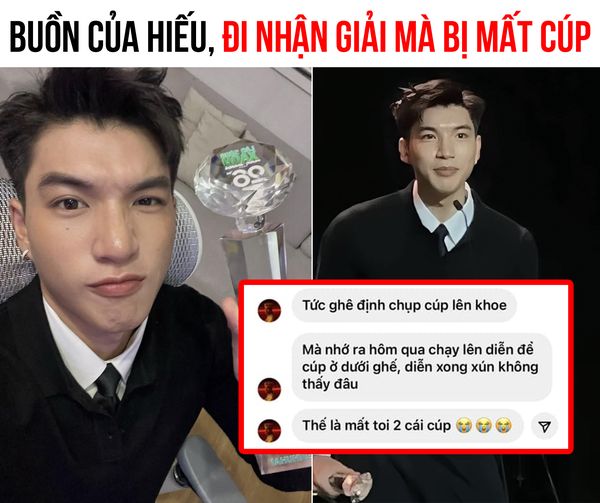 BUỒN CỦA HIẾU, ĐI NHẬN GIẢI MÀ BỊ MẤT CÚP
Tức ghê định chụp cúp lên khoe
Mà nhớ ra hôm qua chạy lên diễn để
cúp ở dưới ghế, diễn xong xún không
thấy đâu
Thế là mất toi 2 cái cúp 😭😭😭